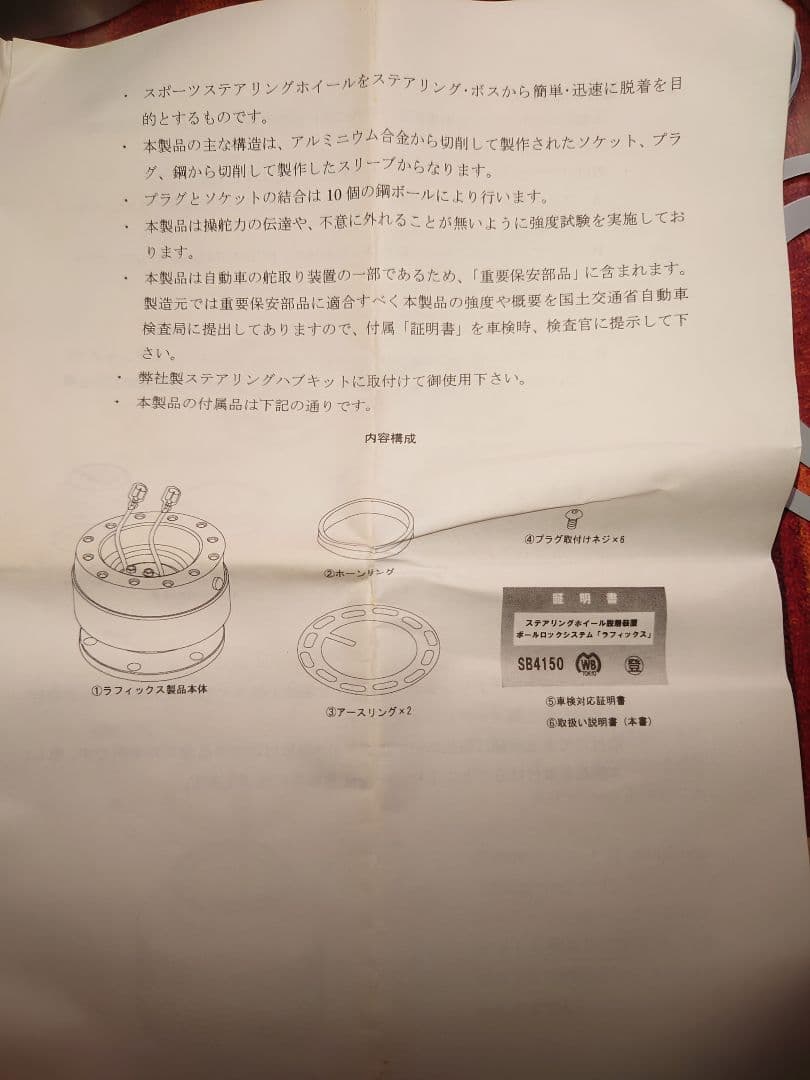 ・ スポーツステアリングホイールをステアリング･ボスから簡単･迅速に脱着を目
的とするものです。
・ 本製品の主な構造は、アルミニウム合金から切削して製作されたソケット、プラ
グ、鋼から切削して製作したスリーブからなります。
・ プラグとソケットの結合は 10 個の鋼ボールにより行います。
・ 本製品は操舵力の伝達や、不意に外れることが無いように強度試験を実施してお
ります。
・ 本製品は自動車の舵取り装置の一部であるため、「重要保安部品」に含まれます。
製造元では重要保安部品に適合すべく本製品の強度や概要を国土交通省自動車
検査局に提出してありますので、付属「証明書」を車検時、検査官に提示して下
さい。
・ 弊社製ステアリングハブキットに取付けて御使用下さい。
・ 本製品の付属品は下記の通りです。
内容構成
①ラフィックス製品本体
②ホーンリング
③アースリング×2
④プラグ取付けネジ×6
証明書
ステアリングホイール脱着装置
ボールロックシステム「ラフィックス」
SB4150 WB TOKYO 登
⑤車検対応証明書
⑥取扱い説明書（本書）